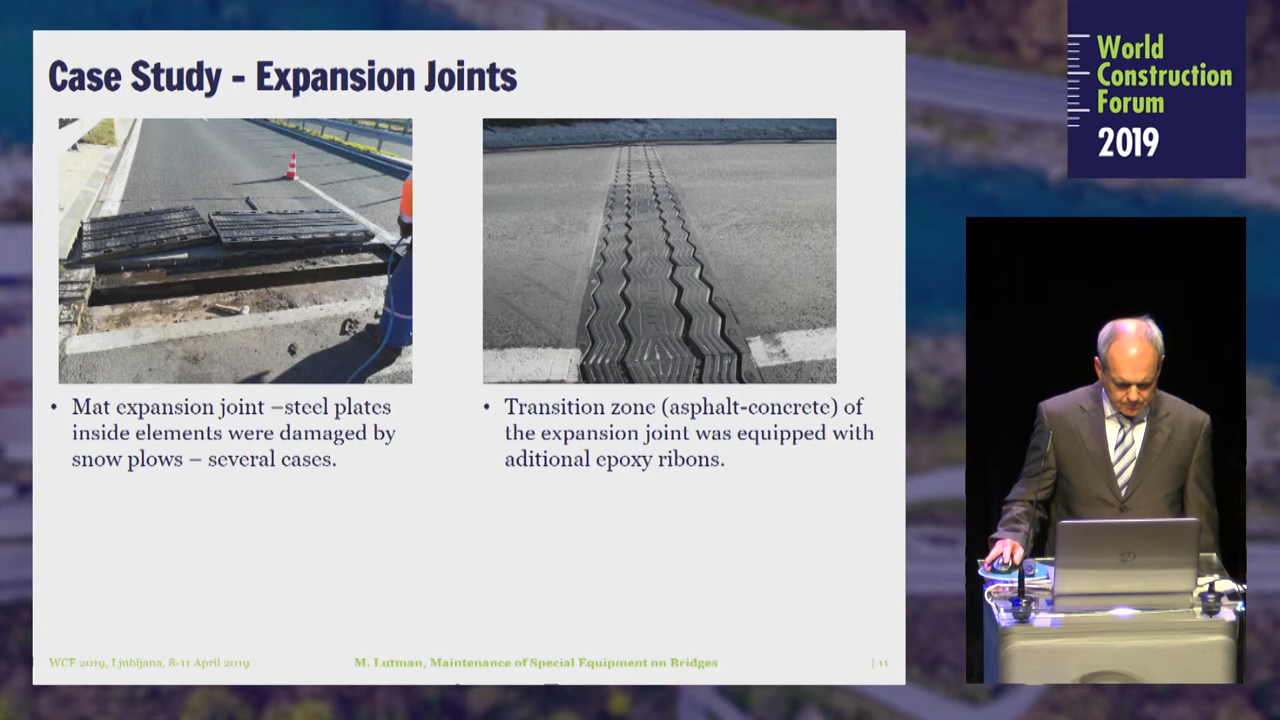 Case Study - Expansion Joints
• Mat expansion joint –steel plates
inside elements were damaged by
snow plows – several cases.
• Transition zone (asphalt-concrete) of
the expansion joint was equipped with
aditional epoxy ribons.
WCF 2019, Ljubljana, 8-11 April 2019
M. Lutman, Maintenance of Special Equipment on Bridges
| 11
World
Construction
Forum
2019